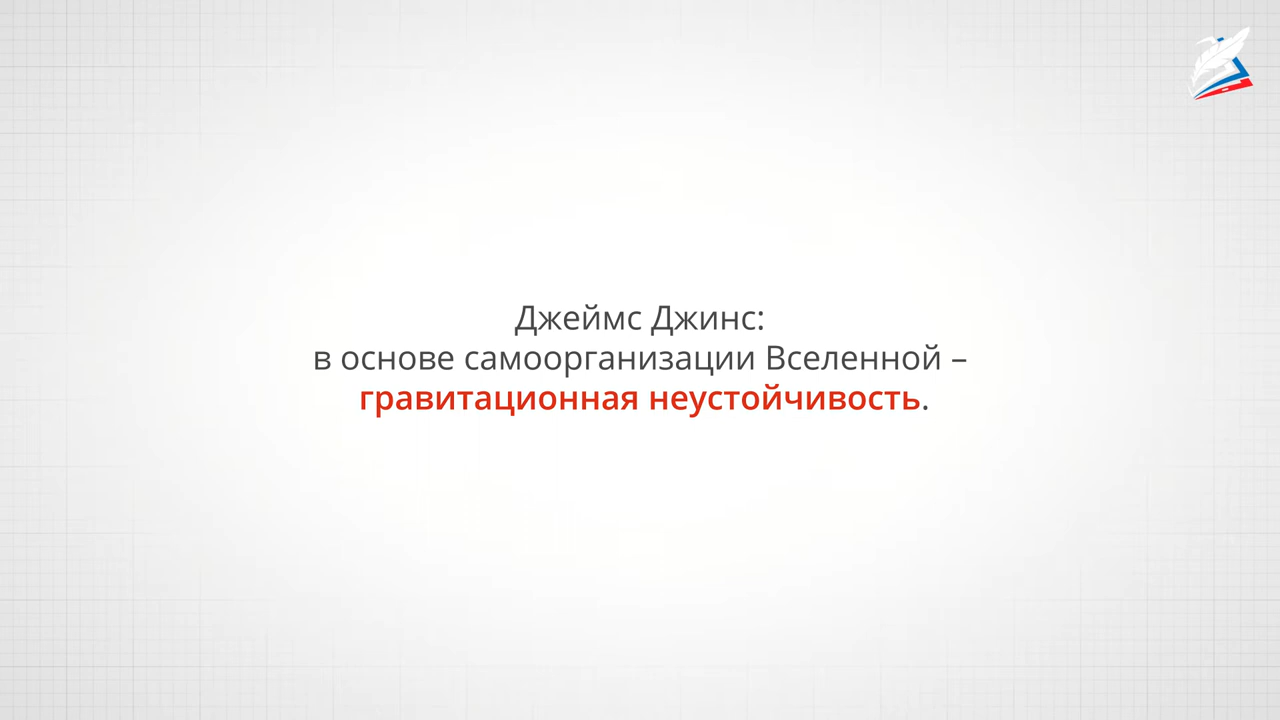 Джеймс Джинс:
в основе самоорганизации Вселенной –
гравитационная неустойчивость.